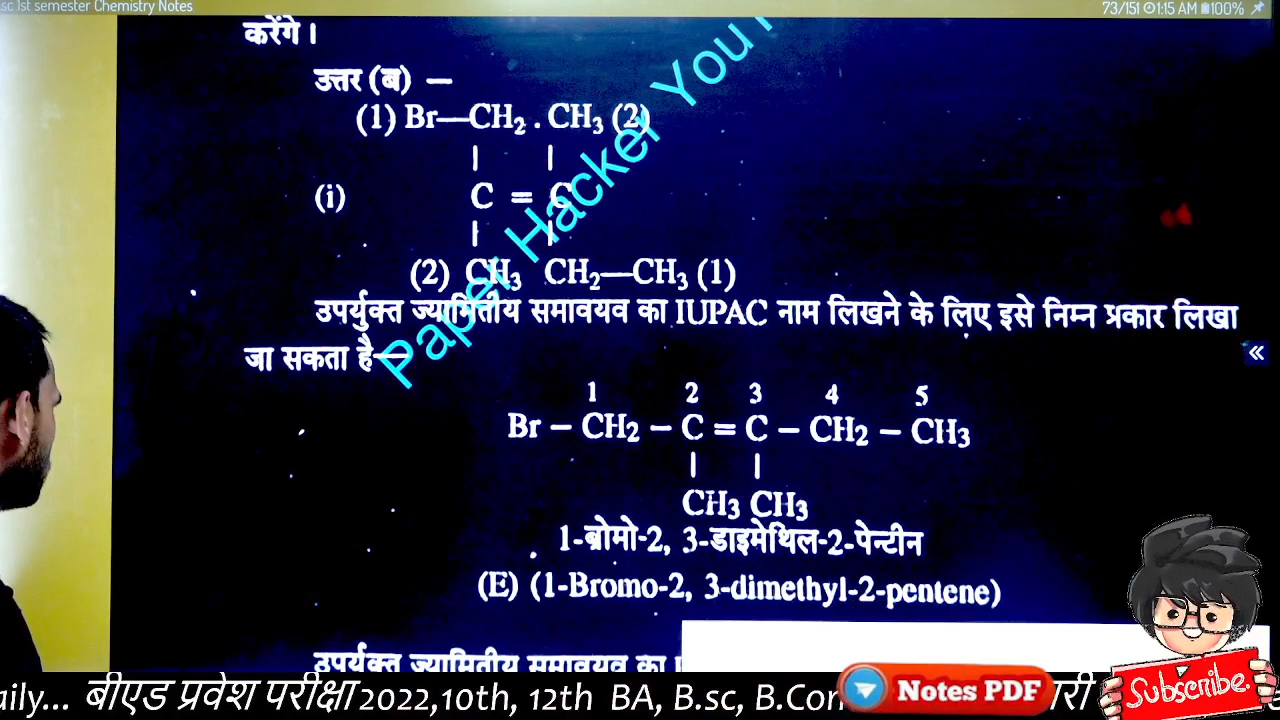 sc 1st semester Chemistry Notes
73/151 1:15 AM 100%
करेंगे ।
उत्तर (ब) —
(1) Br—CH₂ . CH₃ (2)
| |
(i) C = C
| |
(2) CH₃ CH₂—CH₃ (1)
Paper Hacker YouT
उपर्युक्त ज्यामितीय समावयव का IUPAC नाम लिखने के लिए इसे निम्न प्रकार लिखा
जा सकता है—
«
1 2 3 4 5
Br – CH₂ – C = C – CH₂ – CH₃
| |
CH₃ CH₃
1-ब्रोमो-2, 3-डाइमेथिल-2-पेन्टीन
(E) (1-Bromo-2, 3-dimethyl-2-pentene)
उपर्युक्त ज्यामितीय समावयव का
aily... बीएड प्रवेश परीक्षा 2022,10th, 12th BA, B.sc, B.Com
Notes PDF
Subscribe